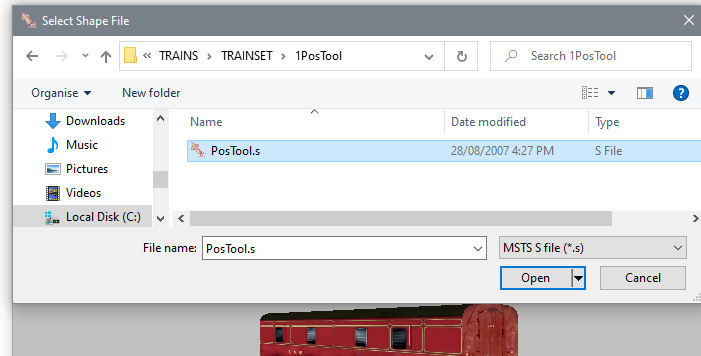 Select Shape File
« TRAINS > TRAINSET > 1PosTool
Search 1PosTool
Organise New folder
Name Date modified Type
Downloads
Music
Pictures
Videos
Local Disk (C:)
PosTool.s 28/08/2007 4:27 PM S File
File name: PosTool.s MSTS S file (*.s)
Open Cancel